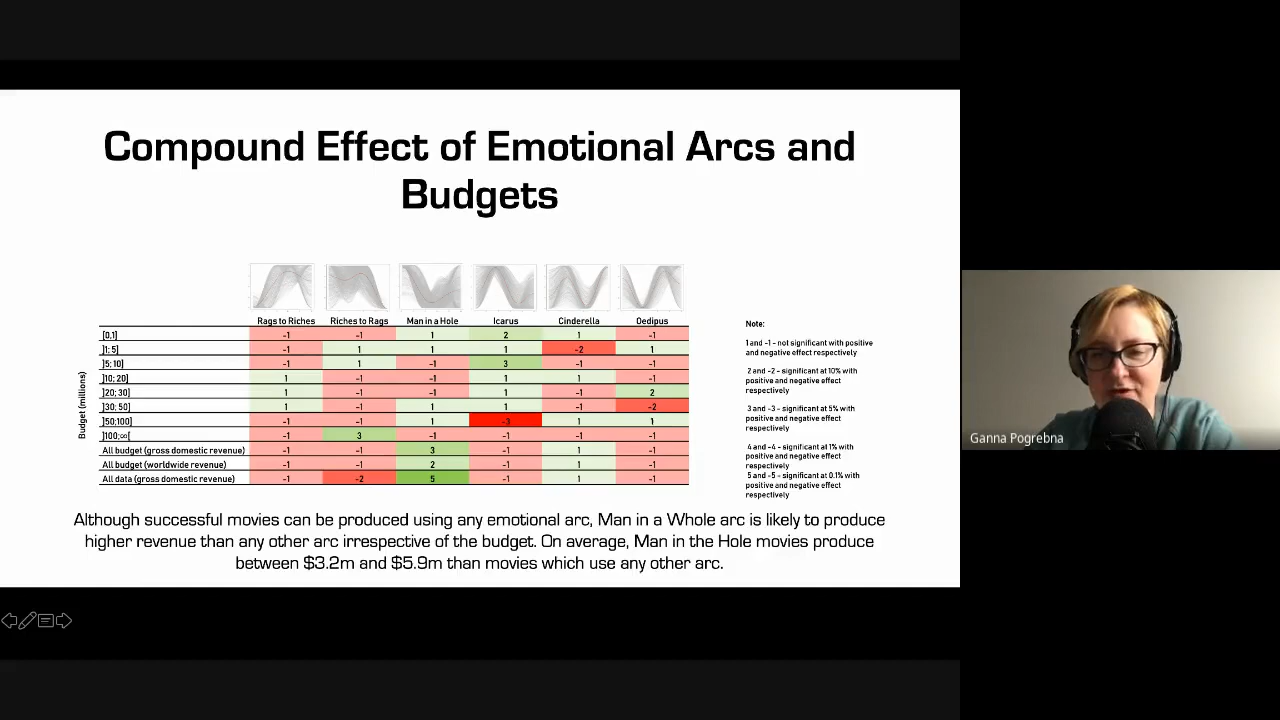 Compound Effect of Emotional Arcs and
Budgets
Rags to Riches Riches to Rags Man in a Hole Icarus Cinderella Oedipus
Budget (millions)
[0,1] -1 -1 1 2 1 -1
]1; 5] -1 1 1 1 -2 1
]5; 10] -1 1 -1 3 -1 -1
]10; 20] 1 -1 -1 1 1 -1
]20; 30] 1 -1 -1 1 -1 2
]30; 50] 1 -1 1 1 -1 -2
]50;100] -1 -1 1 -3 1 1
]100;∞[ -1 3 -1 -1 -1 -1
All budget (gross domestic revenue) -1 -1 3 -1 1 -1
All budget (worldwide revenue) -1 -1 2 -1 1 -1
All data (gross domestic revenue) -1 -2 5 -1 1 -1
Note:
1 and -1 - not significant with positive
and negative effect respectively
2 and -2 – significant at 10% with
positive and negative effect
respectively
3 and -3 – significant at 5% with
positive and negative effect
respectively
4 and -4 – significant at 1% with
positive and negative effect
respectively
5 and -5 – significant at 0.1% with
positive and negative effect
respectively
Although successful movies can be produced using any emotional arc, Man in a Whole arc is likely to produce
higher revenue than any other arc irrespective of the budget. On average, Man in the Hole movies produce
between $3.2m and $5.9m than movies which use any other arc.
Ganna Pogrebna